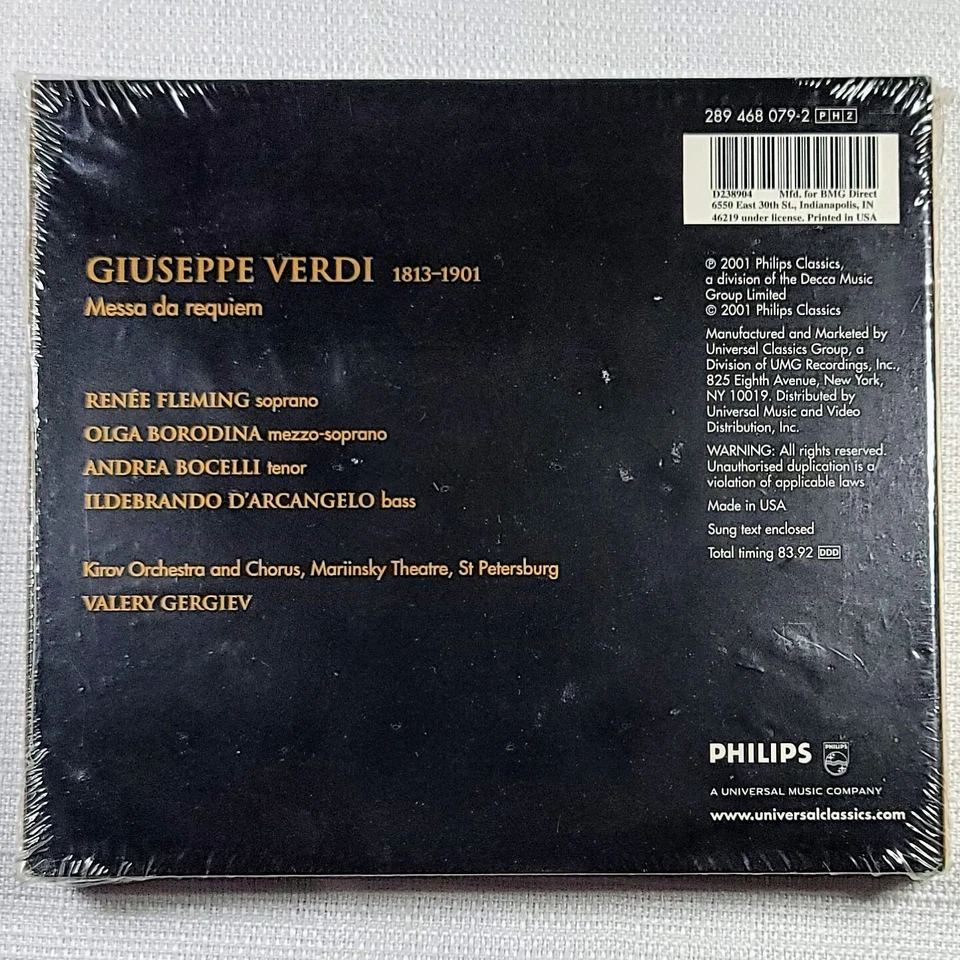 289 468 079-2 PH2
D238904 Mfd. for BMG Direct
6550 East 30th St., Indianapolis, IN
46219 under license. Printed in USA
GIUSEPPE VERDI 1813–1901
Messa da requiem
RENÉE FLEMING soprano
OLGA BORODINA mezzo-soprano
ANDREA BOCELLI tenor
ILDEBRANDO D'ARCANGELO bass
Kirov Orchestra and Chorus, Mariinsky Theatre, St Petersburg
VALERY GERGIEV
℗ 2001 Philips Classics,
a division of the Decca Music
Group Limited
© 2001 Philips Classics
Manufactured and Marketed by
Universal Classics Group, a
Division of UMG Recordings, Inc.,
825 Eighth Avenue, New York,
NY 10019. Distributed by
Universal Music and Video
Distribution, Inc.
WARNING: All rights reserved.
Unauthorised duplication is a
violation of applicable laws
Made in USA
Sung text enclosed
Total timing 83.92 DDD
PHILIPS PHILIPS
A UNIVERSAL MUSIC COMPANY
www.universalclassics.com